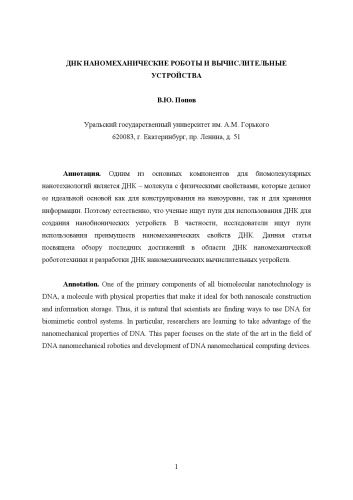 ДНК НАНОМЕХАНИЧЕСКИЕ РОБОТЫ И ВЫЧИСЛИТЕЛЬНЫЕ
УСТРОЙСТВА
В.Ю. Попов
Уральский государственный университет им. А.М. Горького
620083, г. Екатеринбург, пр. Ленина, д. 51
Аннотация. Одним из основных компонентов для биомолекулярных
нанотехнологий является ДНК – молекула с физическими свойствами, которые делают
ее идеальной основой как для конструирования на наноуровне, так и для хранения
информации. Поэтому естественно, что ученые ищут пути для использования ДНК для
создания нанобионических устройств. В частности, исследователи ищут пути
использования преимуществ наномеханических свойств ДНК. Данная статья
посвящена обзору последних достижений в области ДНК наномеханической
робототехники и разработки ДНК наномеханических вычислительных устройств.
Annotation. One of the primary components of all biomolecular nanotechnology is
DNA, a molecule with physical properties that make it ideal for both nanoscale construction
and information storage. Thus, it is natural that scientists are finding ways to use DNA for
biomimetic control systems. In particular, researchers are learning to take advantage of the
nanomechanical properties of DNA. This paper focuses on the state of the art in the field of
DNA nanomechanical robotics and development of DNA nanomechanical computing devices.
1